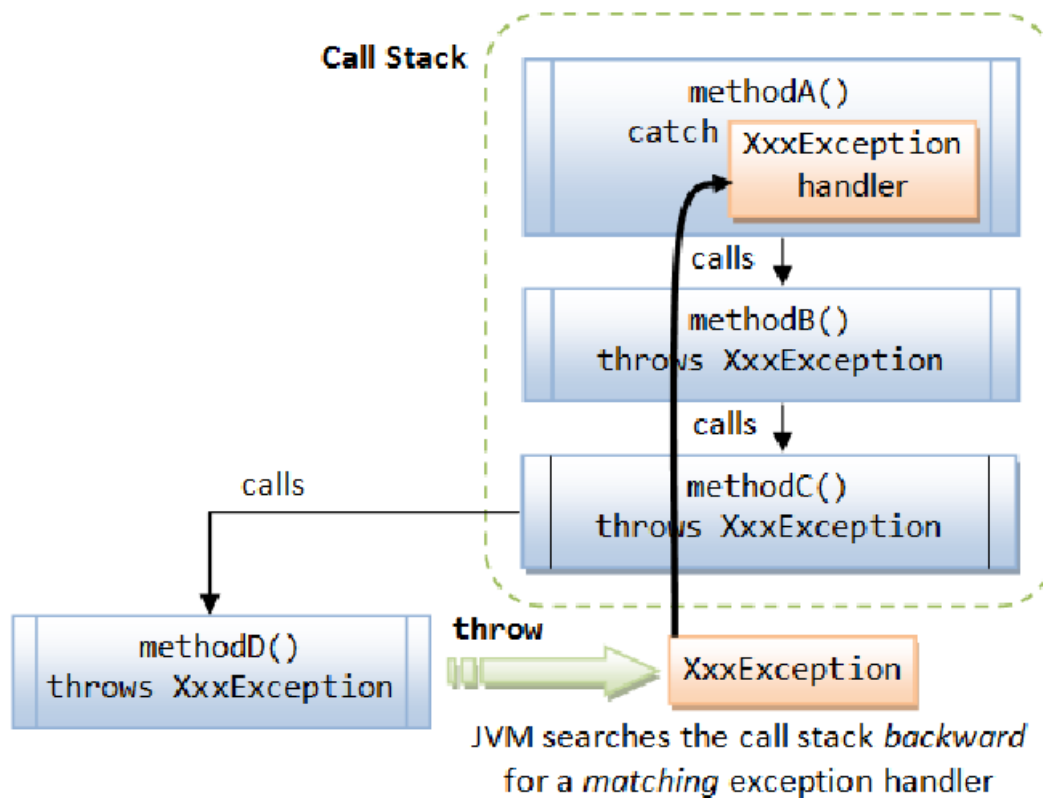 Call Stack
methodA()
catch
XxxException
handler
calls
methodB()
throws XxxException
calls
methodC()
throws XxxException
calls
methodD()
throws XxxException
throw
XxxException
JVM searches the call stack backward
for a matching exception handler